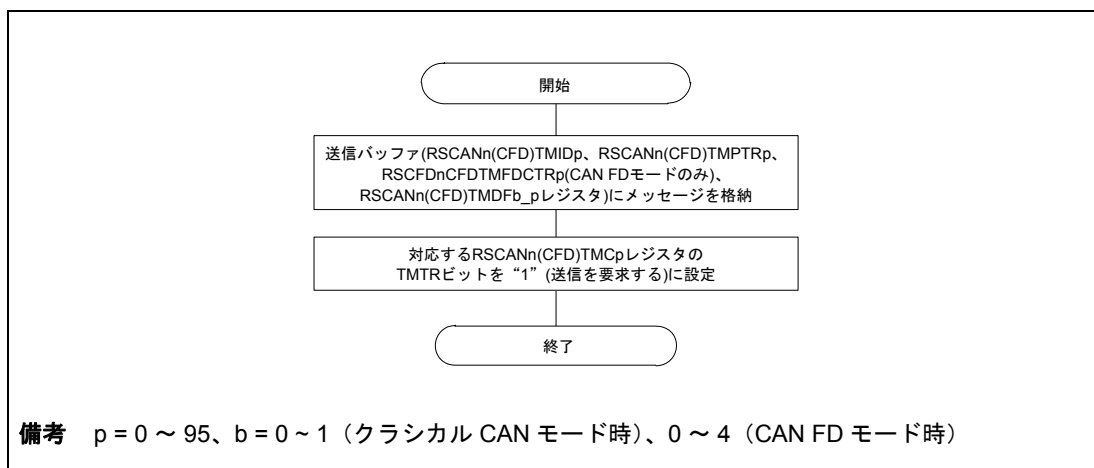 開始
送信バッファ(RSCANn(CFD)TMIDp、RSCANn(CFD)TMPTRp、
RSCFDnCFDTMFDCTRp(CAN FDモードのみ)、
RSCANn(CFD)TMDFb_pレジスタ)にメッセージを格納
対応するRSCANn(CFD)TMCpレジスタの
TMTRビットを“1”(送信を要求する)に設定
終了
備考 p = 0 ～ 95、b = 0 ~ 1（クラシカル CAN モード時）、0 ～ 4（CAN FD モード時）